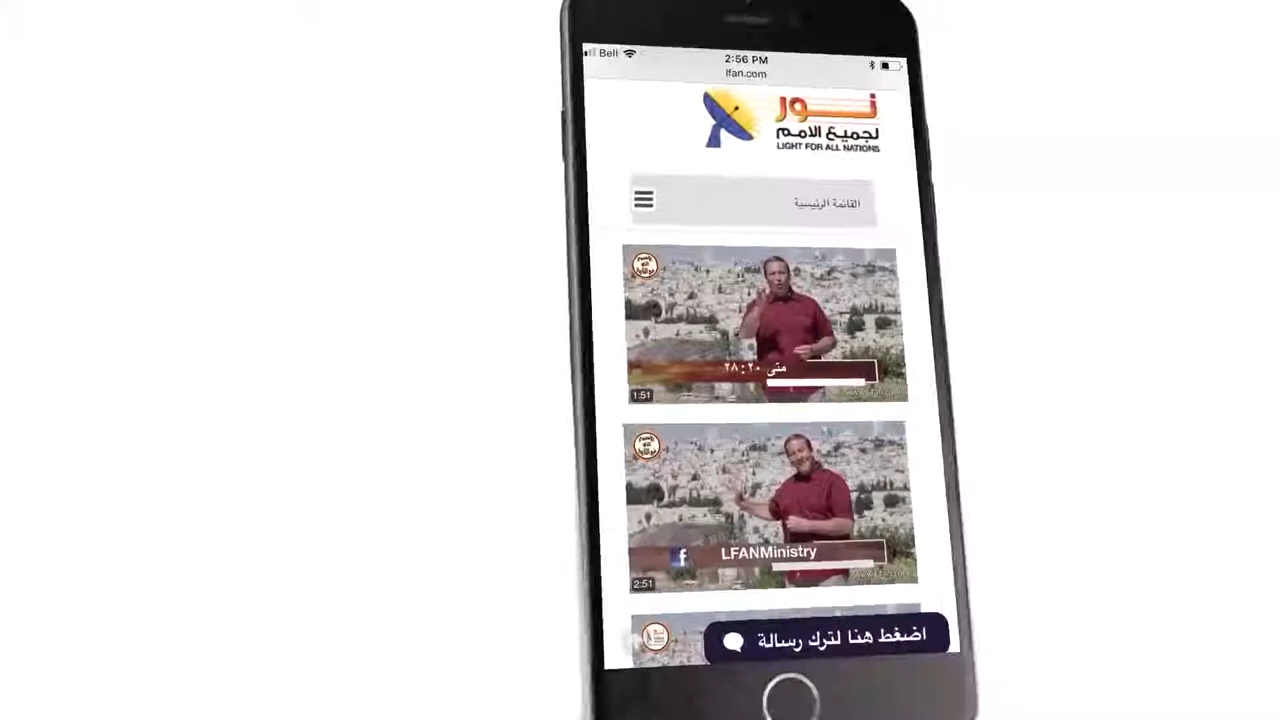 Bell
2:56 PM
lfan.com
نور
لجميع الامم
LIGHT FOR ALL NATIONS
القائمة الرئيسية
متى ٢٨:٢٠
1:51
LFANMinistry
2:51
اضغط هنا لترك رسالة